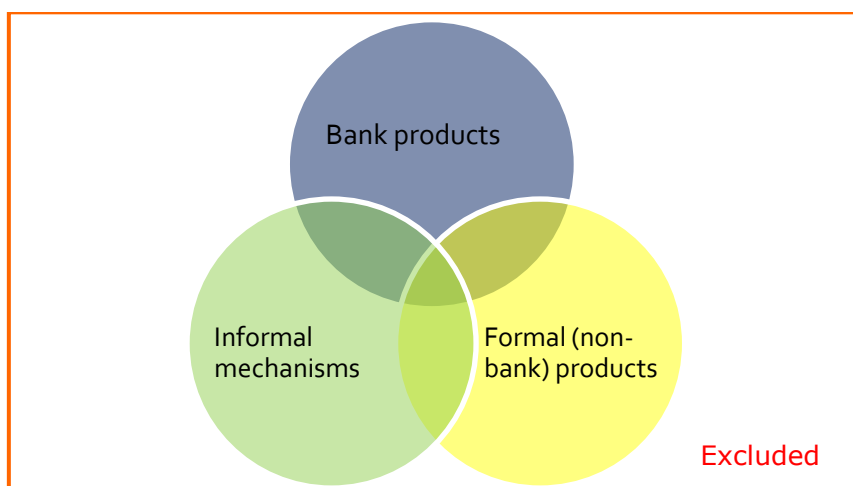 Bank products
Informal
mechanisms
Formal (non-
bank) products
Excluded